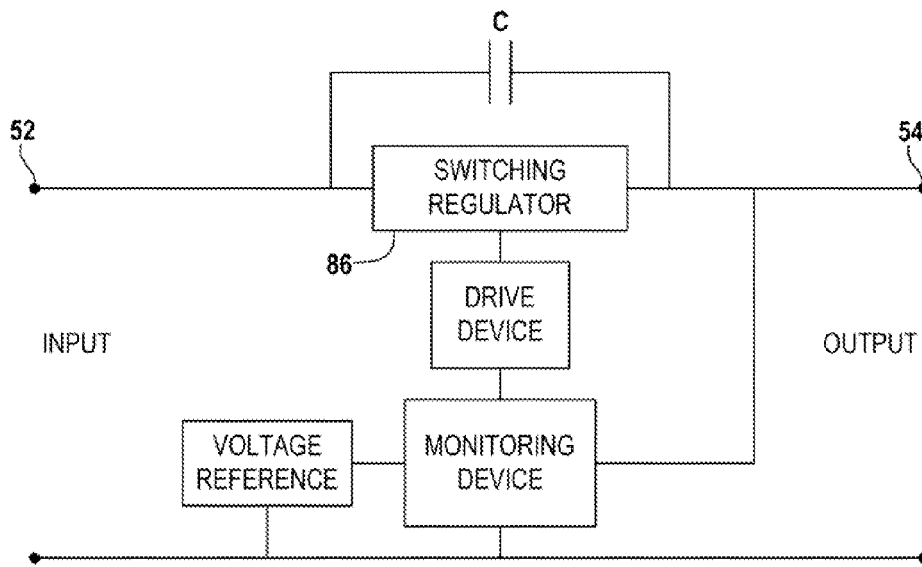 C
52
54
SWITCHING
REGULATOR
86
DRIVE
DEVICE
INPUT
OUTPUT
VOLTAGE
REFERENCE
MONITORING
DEVICE